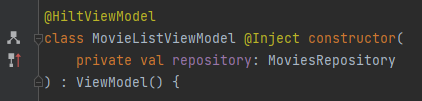 @HiltViewModel
class MovieListViewModel @Inject constructor(
    private val repository: MoviesRepository
) : ViewModel() {